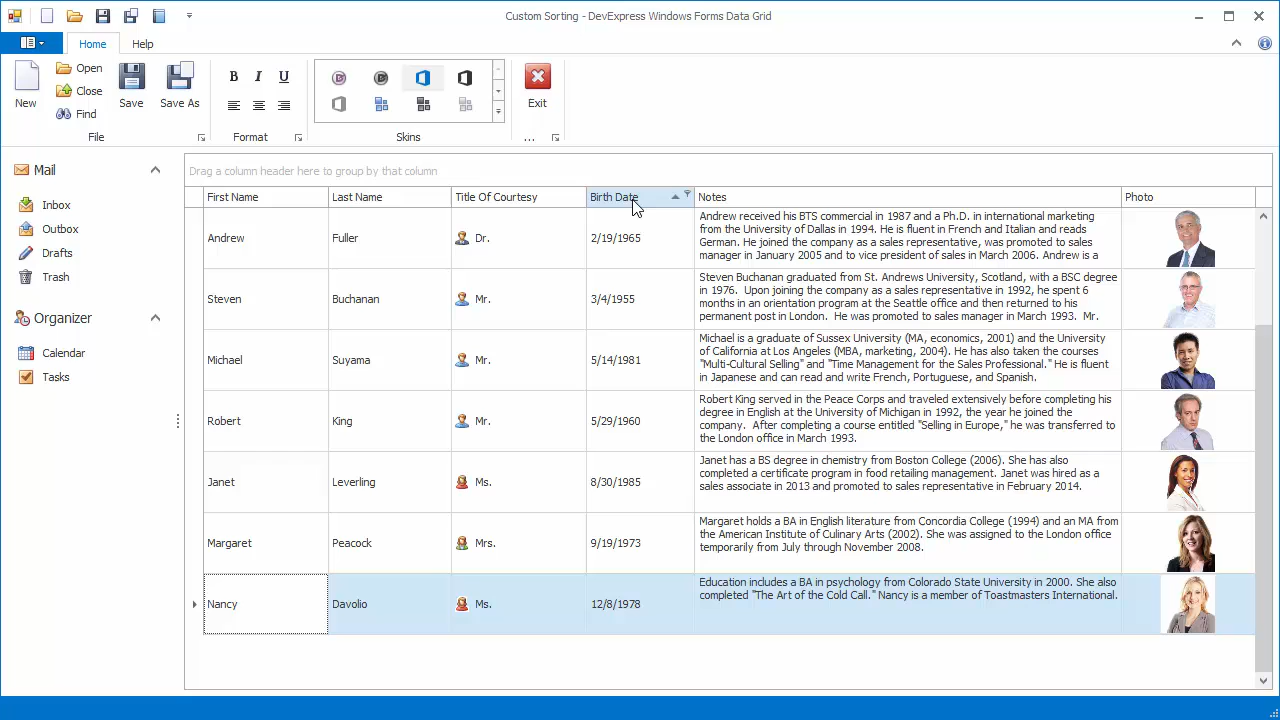 Custom Sorting - DevExpress Windows Forms Data Grid
Home
Help
New
Open
Close
Find
Save
Save As
B I U
Exit
File
Format
Skins
...
Mail
Inbox
Outbox
Drafts
Trash
Organizer
Calendar
Tasks
Drag a column header here to group by that column
First Name
Last Name
Title Of Courtesy
Birth Date
Notes
Photo
Andrew
Fuller
Dr.
2/19/1965
Andrew received his BTS commercial in 1987 and a Ph.D. in international marketing
from the University of Dallas in 1994. He is fluent in French and Italian and reads
German. He joined the company as a sales representative, was promoted to sales
manager in January 2005 and to vice president of sales in March 2006. Andrew is a
Steven
Buchanan
Mr.
3/4/1955
Steven Buchanan graduated from St. Andrews University, Scotland, with a BSC degree
in 1976. Upon joining the company as a sales representative in 1992, he spent 6
months in an orientation program at the Seattle office and then returned to his
permanent post in London. He was promoted to sales manager in March 1993. Mr.
Michael
Suyama
Mr.
5/14/1981
Michael is a graduate of Sussex University (MA, economics, 2001) and the University
of California at Los Angeles (MBA, marketing, 2004). He has also taken the courses
"Multi-Cultural Selling" and "Time Management for the Sales Professional." He is fluent
in Japanese and can read and write French, Portuguese, and Spanish.
Robert
King
Mr.
5/29/1960
Robert King served in the Peace Corps and traveled extensively before completing his
degree in English at the University of Michigan in 1992, the year he joined the
company. After completing a course entitled "Selling in Europe," he was transferred to
the London office in March 1993.
Janet
Leverling
Ms.
8/30/1985
Janet has a BS degree in chemistry from Boston College (2006). She has also
completed a certificate program in food retailing management. Janet was hired as a
sales associate in 2013 and promoted to sales representative in February 2014.
Margaret
Peacock
Mrs.
9/19/1973
Margaret holds a BA in English literature from Concordia College (1994) and an MA from
the American Institute of Culinary Arts (2002). She was assigned to the London office
temporarily from July through November 2008.
Nancy
Davolio
Ms.
12/8/1978
Education includes a BA in psychology from Colorado State University in 2000. She also
completed "The Art of the Cold Call." Nancy is a member of Toastmasters International.